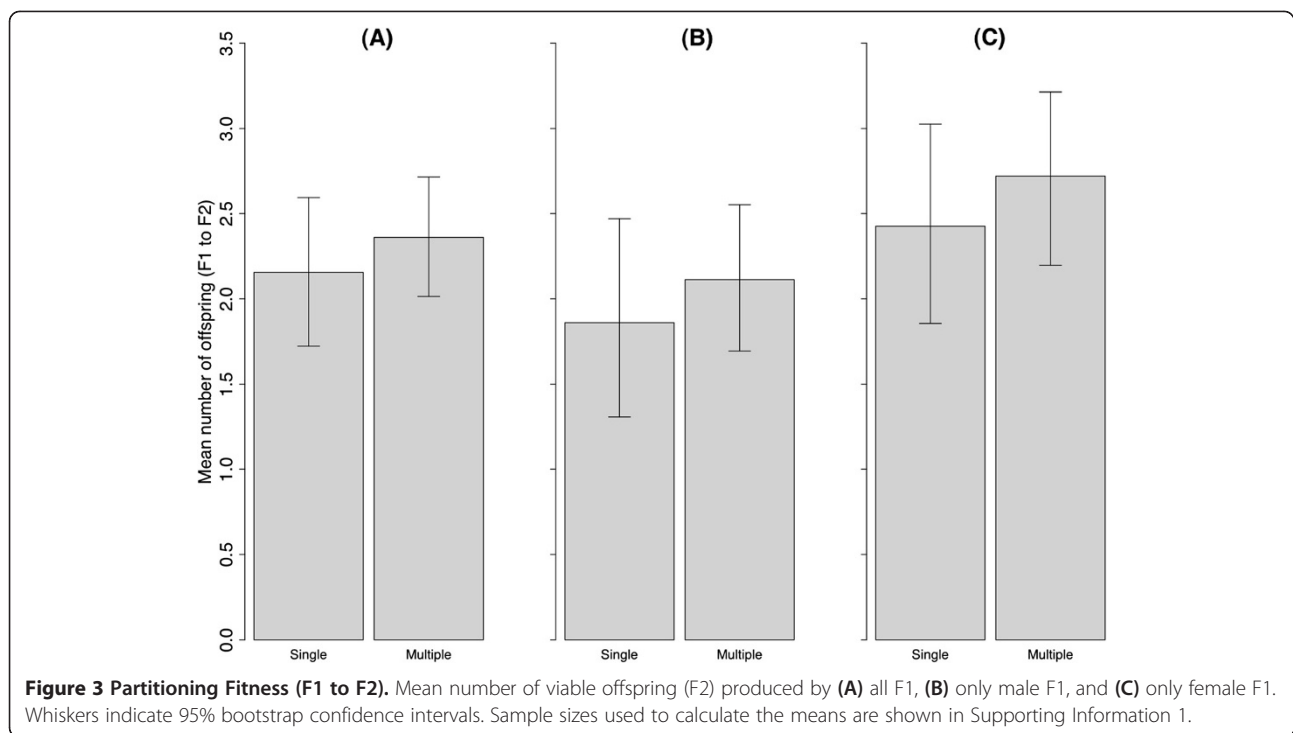 (A) (B) (C)
Mean number of offspring (F1 to F2)
3.5
3.0
2.5
2.0
1.5
1.0
0.5
0.0
Single Multiple Single Multiple Single Multiple
Figure 3 Partitioning Fitness (F1 to F2). Mean number of viable offspring (F2) produced by (A) all F1, (B) only male F1, and (C) only female F1.
Whiskers indicate 95% bootstrap confidence intervals. Sample sizes used to calculate the means are shown in Supporting Information 1.